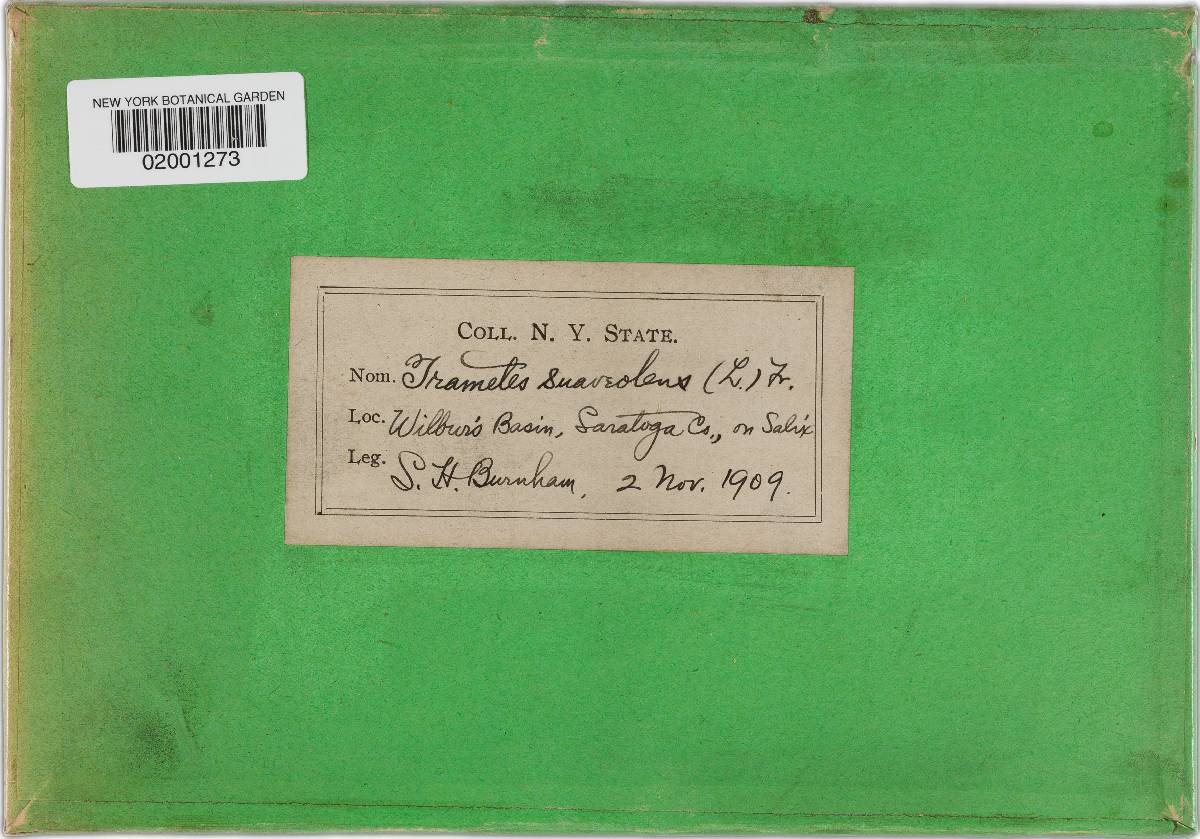 NEW YORK BOTANICAL GARDEN
02001273
COLL. N. Y. STATE.
Nom. Trametes suaveolens (L.) Fr.
Loc. Wilbur's Basin, Saratoga Co., on Salix
Leg. S. H. Burnham, 2 Nov. 1909.